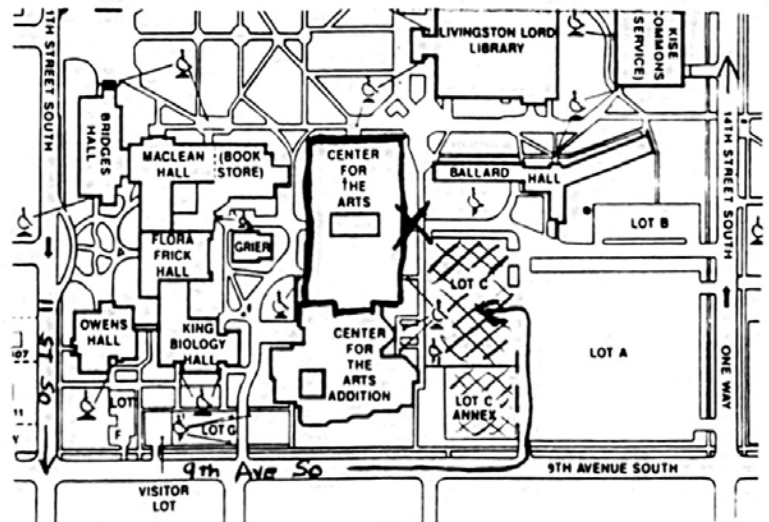 11TH STREET SOUTH
LIVINGSTON LORD
LIBRARY
KISE
COMMONS
(SERVICE)
BRIDGES
HALL
MACLEAN
HALL
(BOOK
STORE)
CENTER
FOR
THE
ARTS
BALLARD HALL
14TH STREET SOUTH
LOT B
FLORA
FRICK
HALL
GRIER
LOT C
OWENS
HALL
KING
BIOLOGY
HALL
CENTER
FOR
THE
ARTS
ADDITION
LOT A
ONE WAY
11 ST So
LOT C
ANNEX
LOT
F
LOT G
9th Ave So
9TH AVENUE SOUTH
VISITOR
LOT